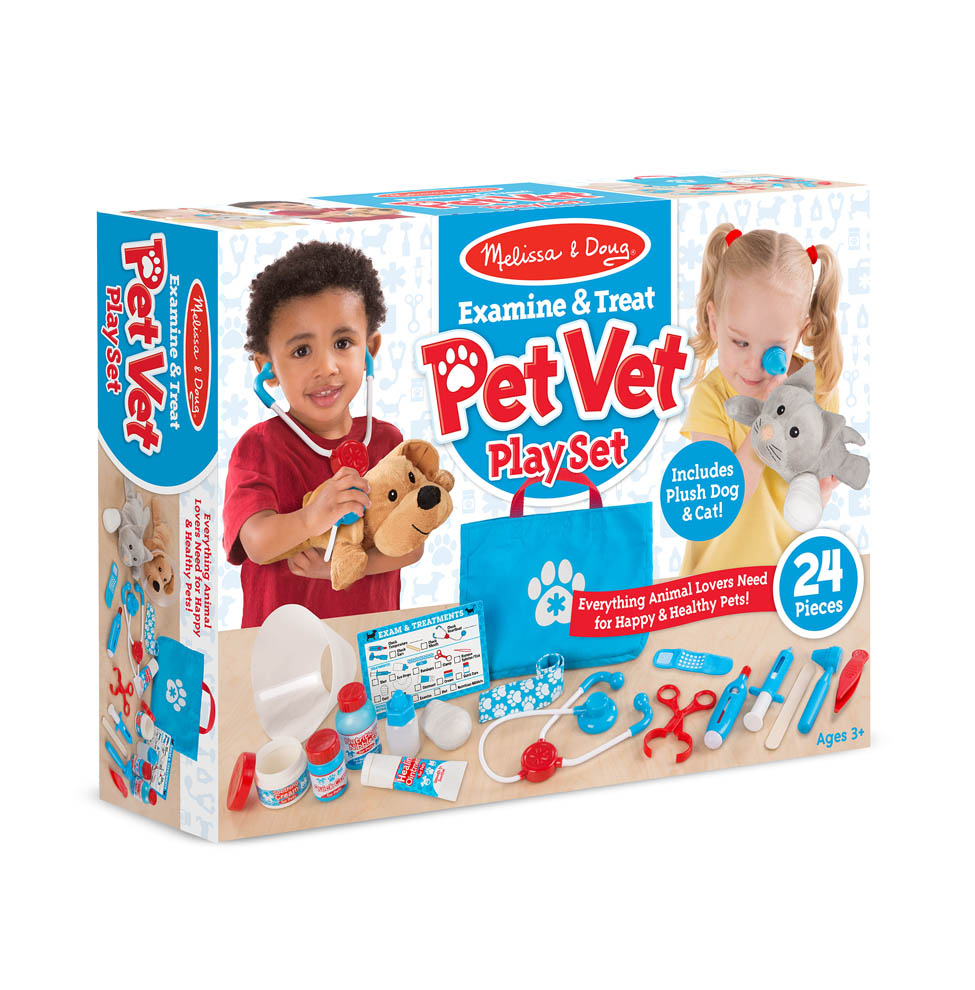 Melissa & Doug®
Examine & Treat
Pet Vet
Play Set
Includes
Plush Dog
& Cat!
Everything Animal Lovers Need
for Happy & Healthy Pets!
24
Pieces
Ages 3+
EXAM & TREATMENTS
Melissa & Doug
Examine & Treat
Pet Vet
Play Set
Everything Animal
Lovers Need for Happy
& Healthy Pets!